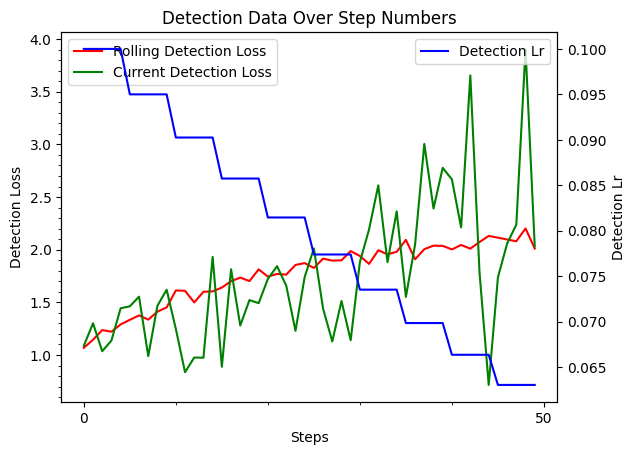 Detection Data Over Step Numbers
Rolling Detection Loss
Current Detection Loss
Detection Lr
4.0
3.5
3.0
2.5
2.0
1.5
1.0
Detection Loss
0.100
0.095
0.090
0.085
0.080
0.075
0.070
0.065
Detection Lr
0
50
Steps